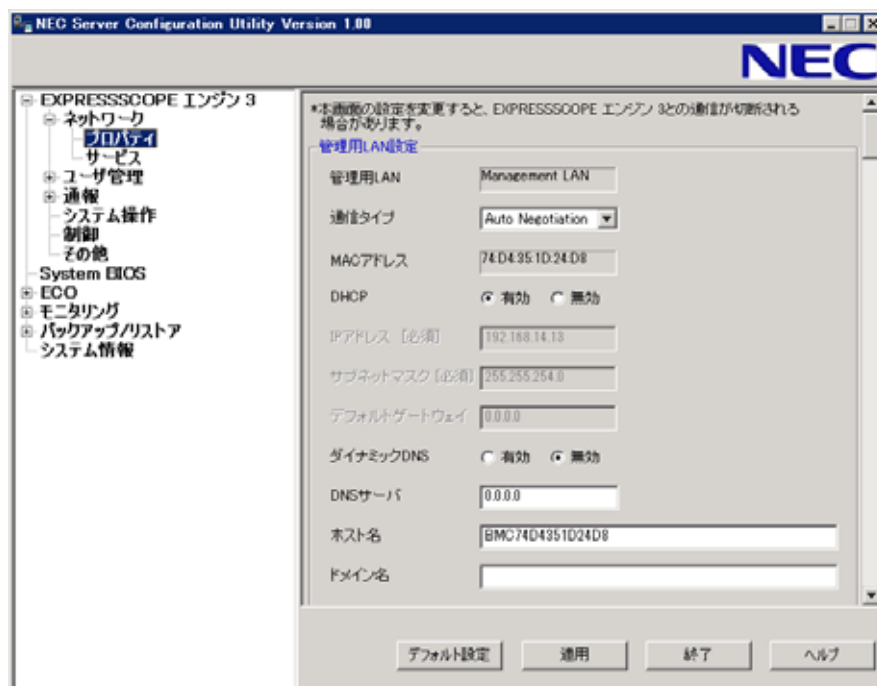 NEC Server Configuration Utility Version 1.00
NEC
EXPRESSSCOPE エンジン 3
ネットワーク
プロパティ
サービス
ユーザ管理
通報
システム操作
制御
その他
System BIOS
ECO
モニタリング
バックアップ/リストア
システム情報
*本画面の設定を変更すると、EXPRESSSCOPE エンジン 3との通信が切断される
場合があります。
管理用LAN設定
管理用LAN Management LAN
通信タイプ Auto Negotiation
MACアドレス 74:D4:35:1D:24:D8
DHCP 有効 無効
IPアドレス [必須] 192.168.14.13
サブネットマスク [必須] 255.255.254.0
デフォルトゲートウェイ 0.0.0.0
ダイナミックDNS 有効 無効
DNSサーバ 0.0.0.0
ホスト名 BMC74D4351D24D8
ドメイン名
デフォルト設定 適用 終了 ヘルプ